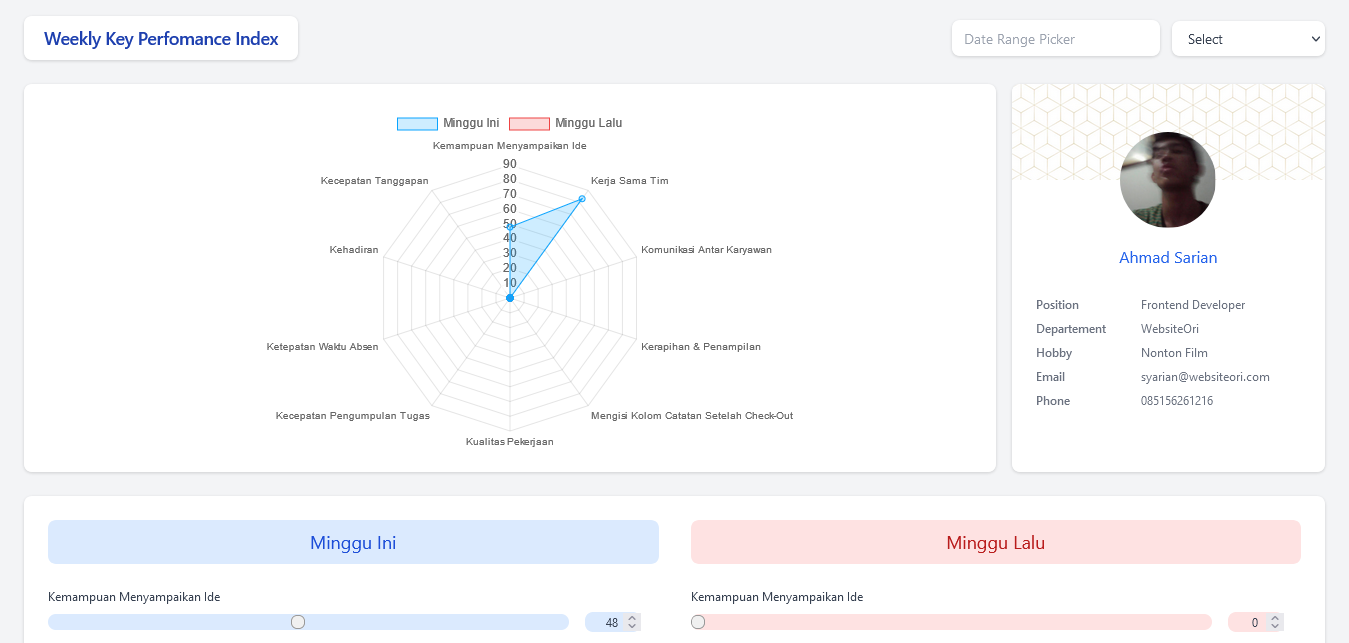 Weekly Key Perfomance Index
Date Range Picker
Select
Minggu Ini
Minggu Lalu
Kemampuan Menyampaikan Ide
90
80
70
60
50
40
30
20
10
Kecepatan Tanggapan
Kerja Sama Tim
Kehadiran
Komunikasi Antar Karyawan
Ketepatan Waktu Absen
Kerapihan & Penampilan
Kecepatan Pengumpulan Tugas
Mengisi Kolom Catatan Setelah Check-Out
Kualitas Pekerjaan
Ahmad Sarian
Position Frontend Developer
Departement WebsiteOri
Hobby Nonton Film
Email syarian@websiteori.com
Phone 085156261216
Minggu Ini
Kemampuan Menyampaikan Ide
48
Minggu Lalu
Kemampuan Menyampaikan Ide
0